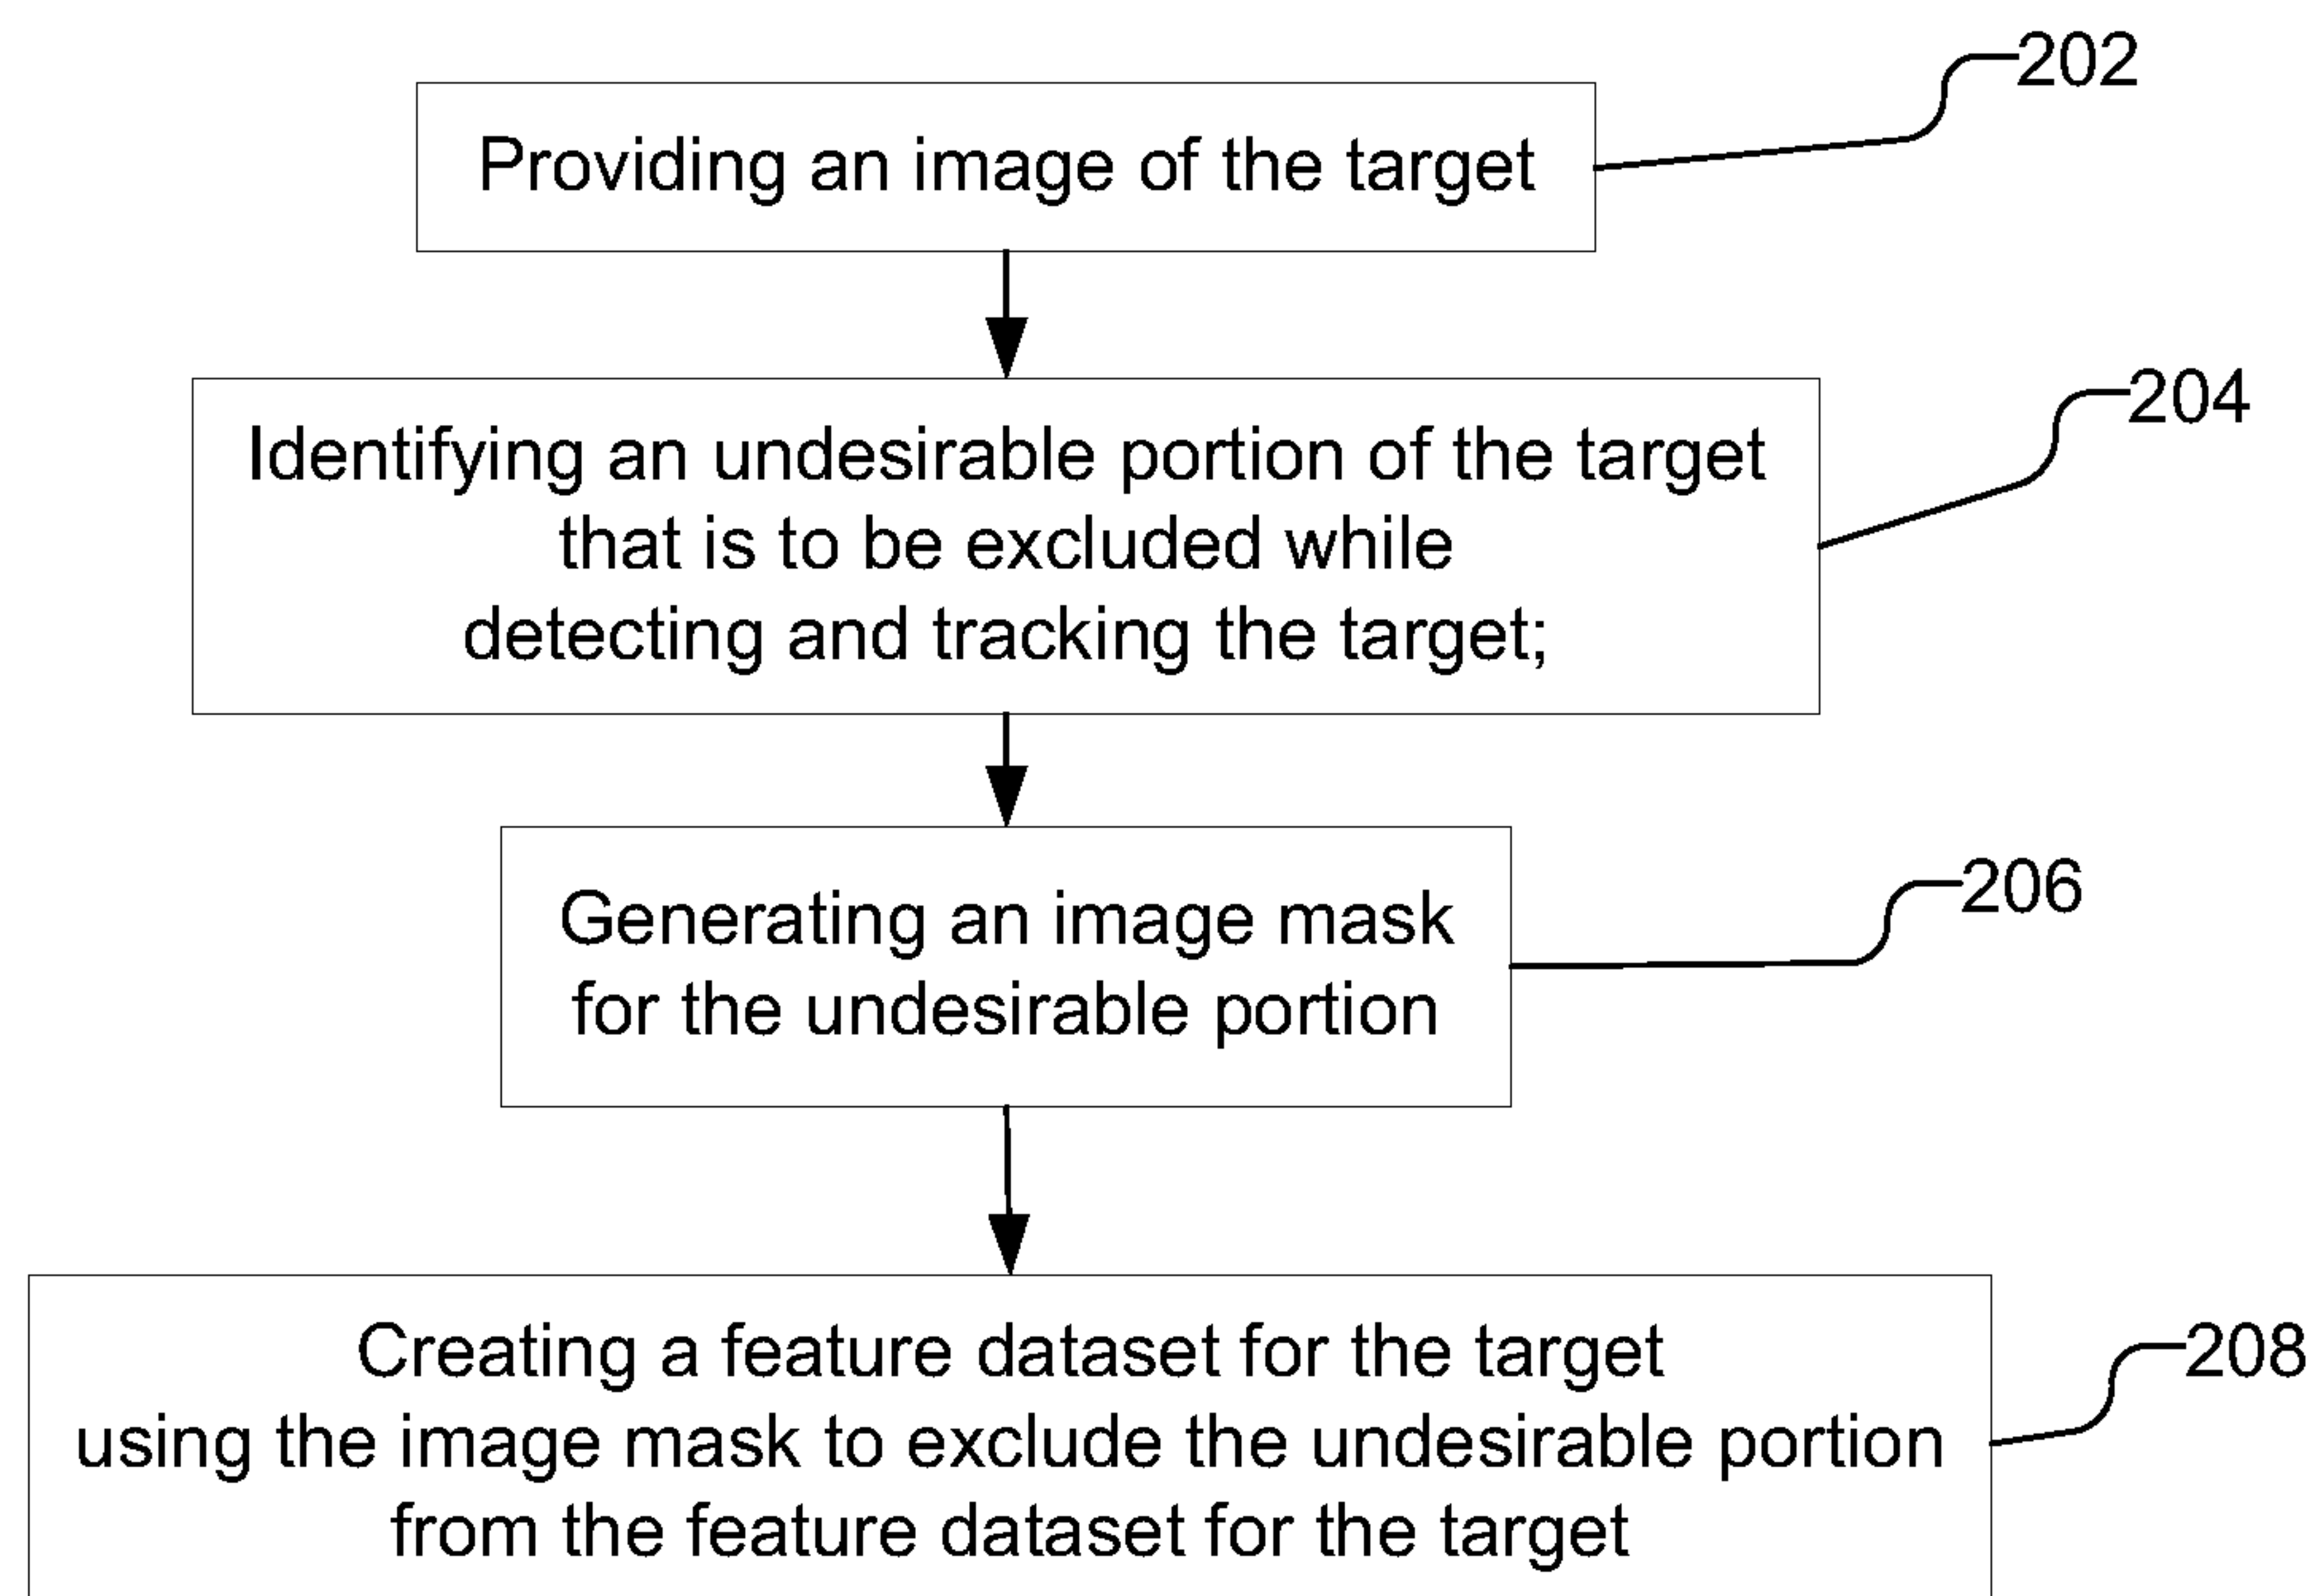 202
Providing an image of the target
204
Identifying an undesirable portion of the target
that is to be excluded while
detecting and tracking the target;
206
Generating an image mask
for the undesirable portion
208
Creating a feature dataset for the target
using the image mask to exclude the undesirable portion
from the feature dataset for the target